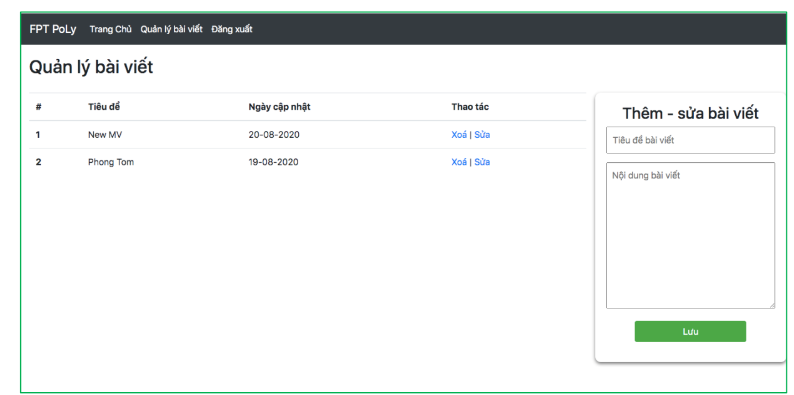 FPT PoLy Trang Chủ Quản lý bài viết Đăng xuất
Quản lý bài viết
# Tiêu đề Ngày cập nhật Thao tác
1 New MV 20-08-2020 Xoá | Sửa
2 Phong Tom 19-08-2020 Xoá | Sửa
Thêm - sửa bài viết
Tiêu đề bài viết
Nội dung bài viết
Lưu